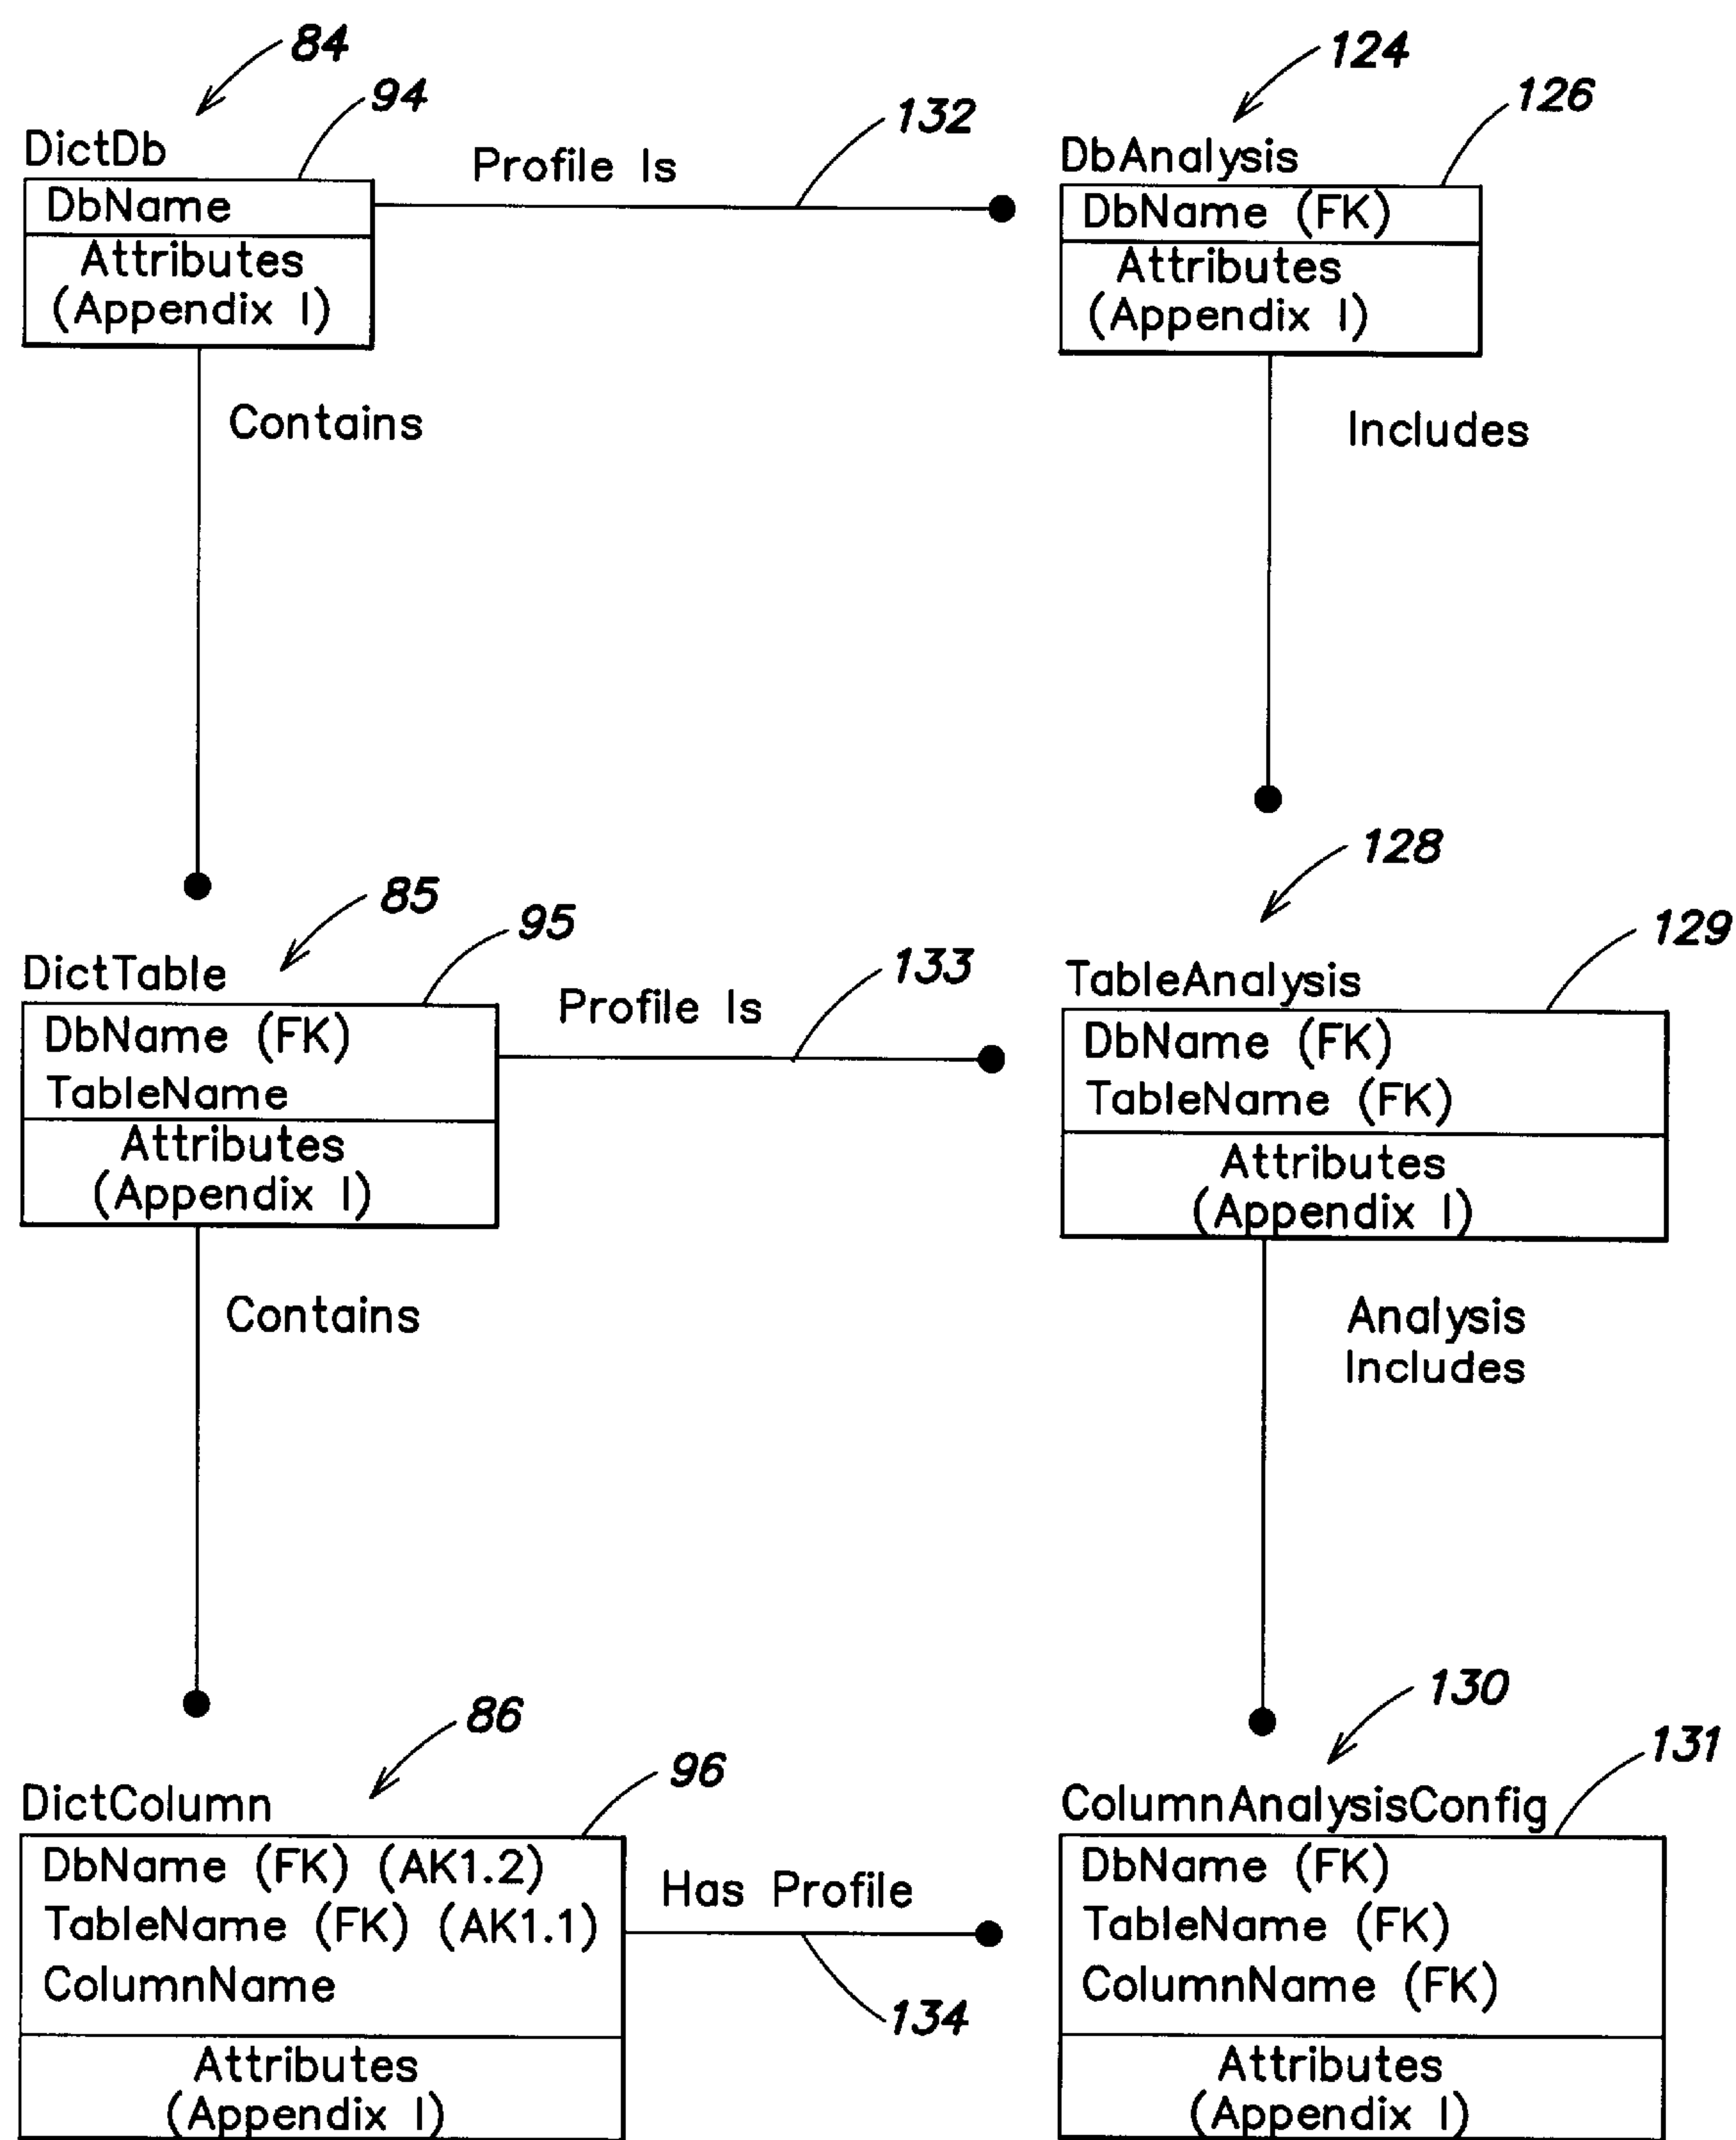 84
94
132
124
126
DictDb
Profile Is
DbAnalysis
DbName
DbName (FK)
Attributes
(Appendix I)
Attributes
(Appendix I)
Contains
Includes
85
95
133
128
129
DictTable
Profile Is
TableAnalysis
DbName (FK)
TableName
DbName (FK)
TableName (FK)
Attributes
(Appendix I)
Attributes
(Appendix I)
Contains
Analysis
Includes
86
96
130
131
DictColumn
ColumnAnalysisConfig
DbName (FK) (AK1.2)
TableName (FK) (AK1.1)
ColumnName
Has Profile
134
DbName (FK)
TableName (FK)
ColumnName (FK)
Attributes
(Appendix I)
Attributes
(Appendix I)